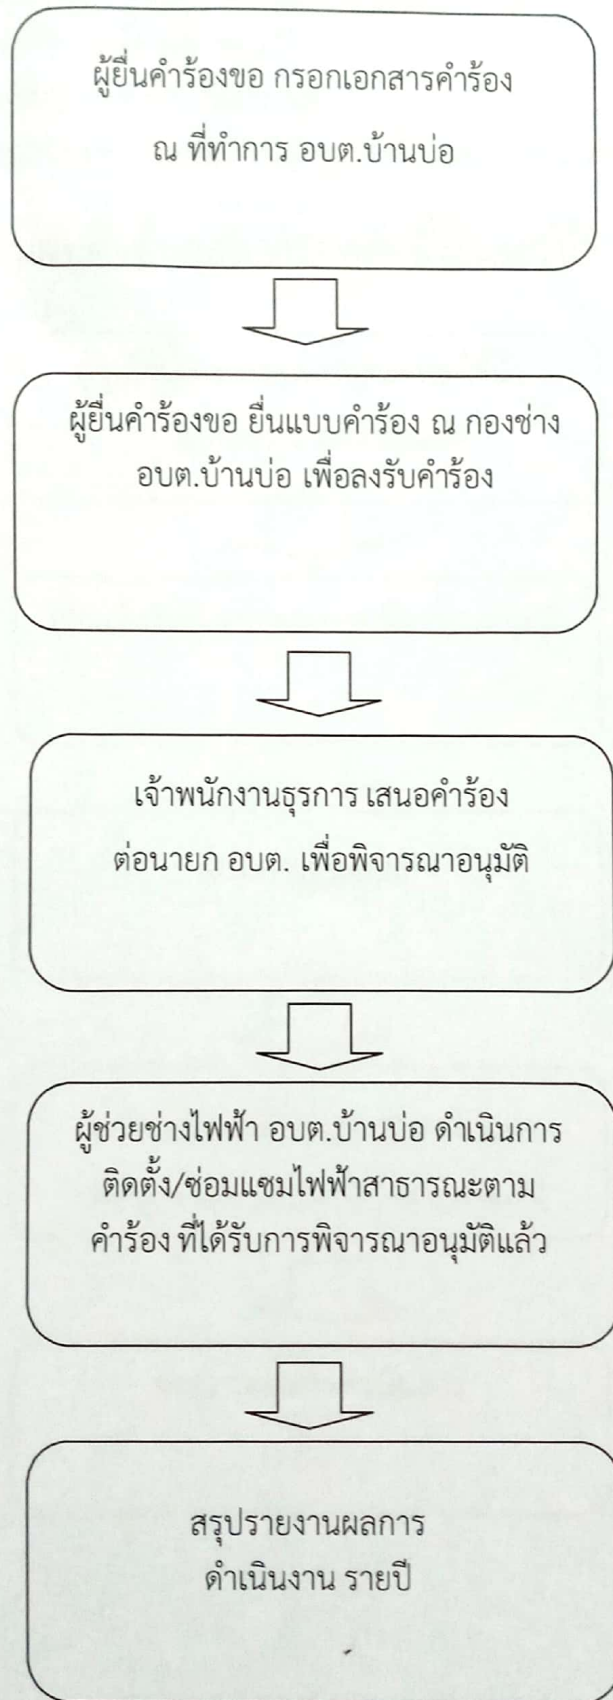 ผู้ยื่นคำร้องขอ กรอกเอกสารคำร้อง
ณ ที่ทำการ อบต.บ้านบ่อ
ผู้ยื่นคำร้องขอ ยื่นแบบคำร้อง ณ กองช่าง
อบต.บ้านบ่อ เพื่อลงรับคำร้อง
เจ้าพนักงานธุรการ เสนอคำร้อง
ต่อนายก อบต. เพื่อพิจารณาอนุมัติ
ผู้ช่วยช่างไฟฟ้า อบต.บ้านบ่อ ดำเนินการ
ติดตั้ง/ซ่อมแซมไฟฟ้าสาธารณะตาม
คำร้อง ที่ได้รับการพิจารณาอนุมัติแล้ว
สรุปรายงานผลการ
ดำเนินงาน รายปี